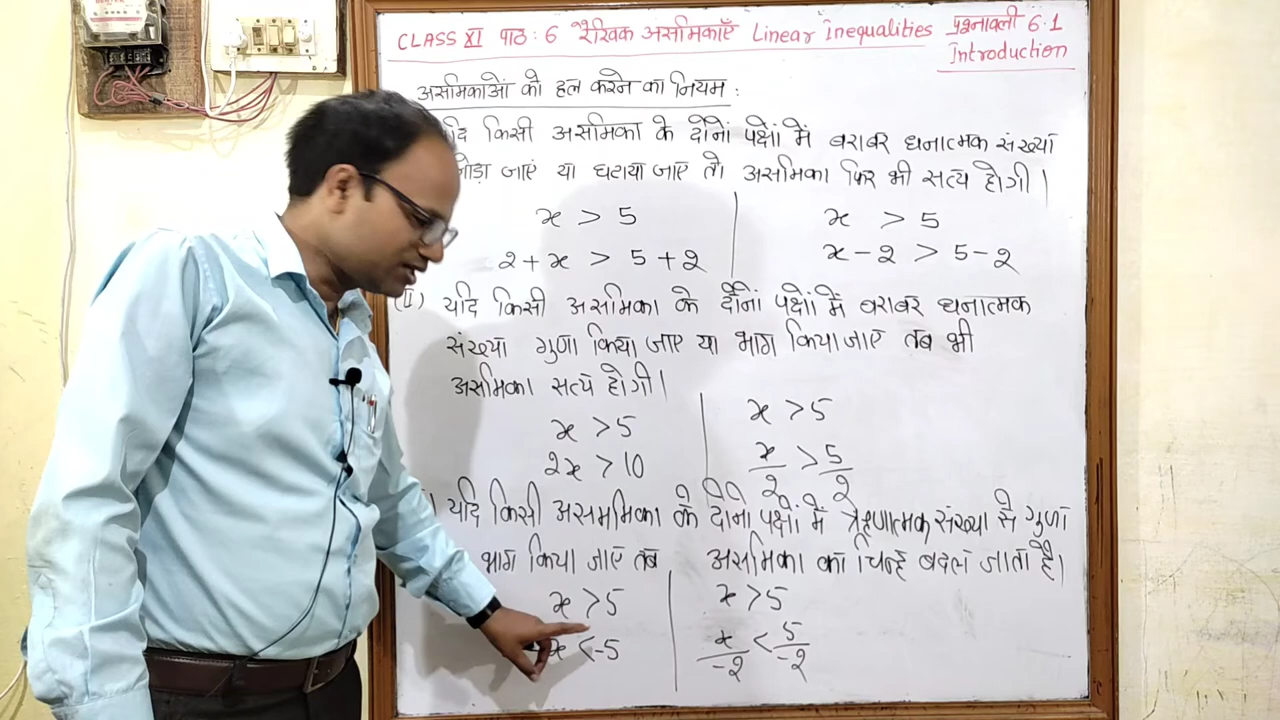 CLASS XI पाठ: 6 रैखिक असमिकाएँ Linear Inequalities प्रश्नावली 6.1
Introduction
असमिकाओं को हल करने का नियम :
यदि किसी असमिका के दोनों पक्षों में बराबर धनात्मक संख्या
जोड़ा जाएं या घटाया जाए तो असमिका फिर भी सत्य होगी।
x > 5
x > 5
2 + x > 5 + 2
x - 2 > 5 - 2
(II) यदि किसी असमिका के दोनों पक्षों में बराबर धनात्मक
संख्या गुणा किया जाए या भाग किया जाए तब भी
असमिका सत्य होगी।
x > 5
x > 5
2x > 10
x/2 > 5/2
यदि किसी असममिका के दोनों पक्षों में ऋणात्मक संख्या से गुणा
भाग किया जाए तब असमिका का चिन्ह बदल जाता है।
x > 5
x > 5
x < -5
x/-2 < 5/-2